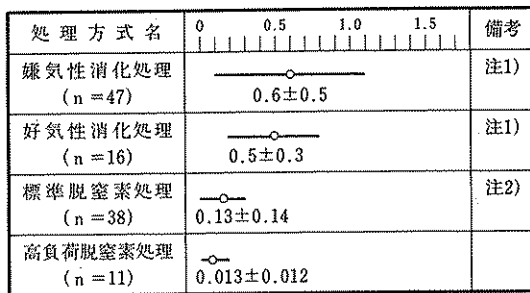 処理方式名 0 0.5 1.0 1.5 備考
嫌気性消化処理 注1)
(n=47) 0.6±0.5
好気性消化処理 注1)
(n=16) 0.5±0.3
標準脱窒素処理 注2)
(n=38) 0.13±0.14
高負荷脱窒素処理
(n=11) 0.013±0.012